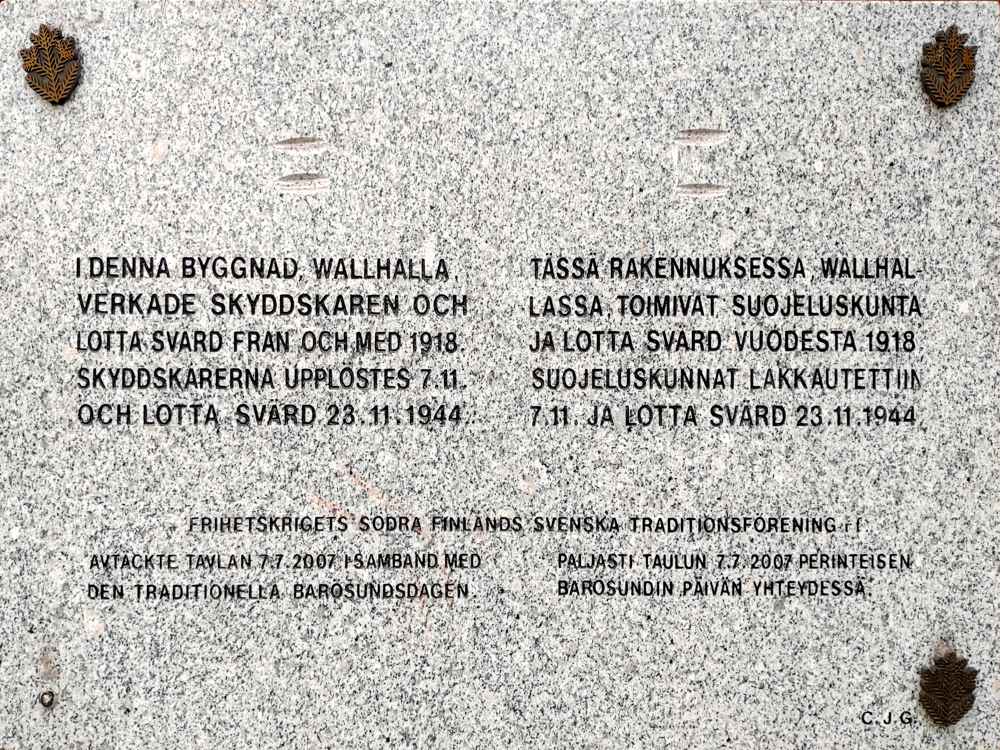 I DENNA BYGGNAD, WALLHALLA,
VERKADE SKYDDSKÅREN OCH
LOTTA SVÄRD FRÅN OCH MED 1918.
SKYDDSKÅRERNA UPPLÖSTES 7.11.
OCH LOTTA SVÄRD 23.11.1944.
TÄSSÄ RAKENNUKSESSA, WALLHAL-
LASSA, TOIMIVAT SUOJELUSKUNTA
JA LOTTA SVÄRD VUODESTA 1918.
SUOJELUSKUNNAT LAKKAUTETTIIN
7.11. JA LOTTA SVÄRD 23.11.1944.
FRIHETSKRIGETS SÖDRA FINLANDS SVENSKA TRADITIONSFÖRENING r.f.
AVTÄCKTE TAVLAN 7.7.2007 I SAMBAND MED
DEN TRADITIONELLA BARÖSUNDSDAGEN.
PALJASTI TAULUN 7.7.2007 PERINTEISEN
BARÖSUNDIN PÄIVÄN YHTEYDESSÄ.
C.J.G.